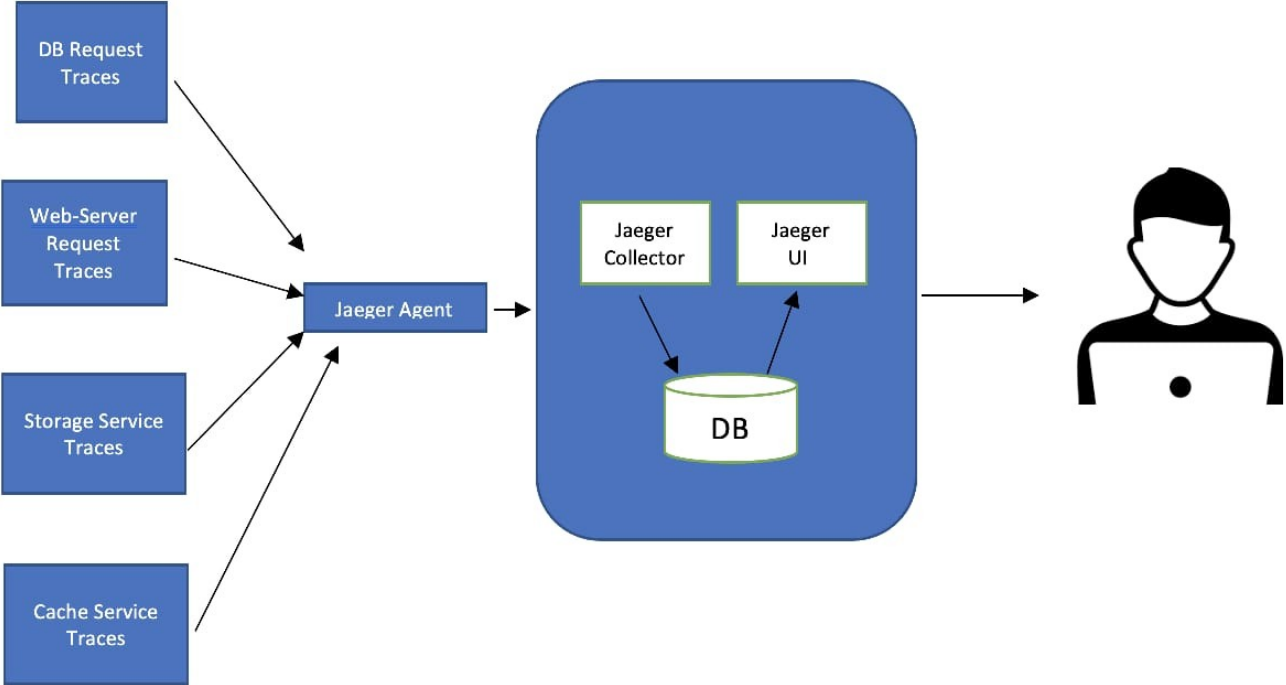 DB Request
Traces
Web-Server
Request
Traces
Storage Service
Traces
Cache Service
Traces
Jaeger Agent
Jaeger
Collector
Jaeger
UI
DB